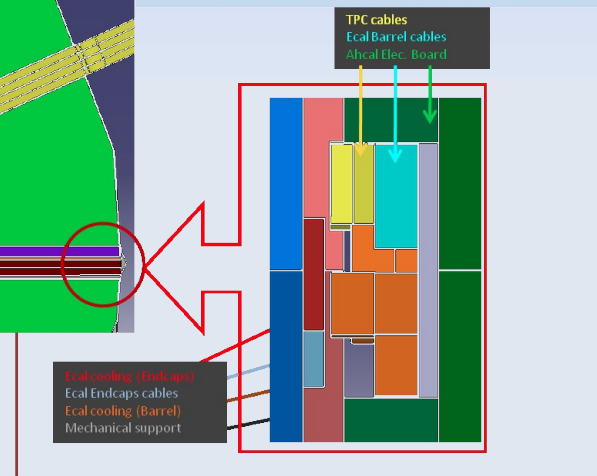 TPC cables
Ecal Barrel cables
Ahcal Elec. Board
Ecal cooling (Endcaps)
Ecal Endcaps cables
Ecal cooling (Barrel)
Mechanical support